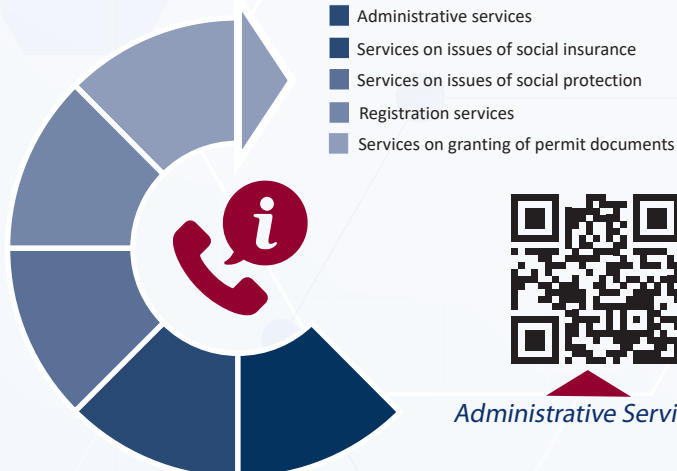 Administrative services
Services on issues of social insurance
Services on issues of social protection
Registration services
Services on granting of permit documents
i
Administrative